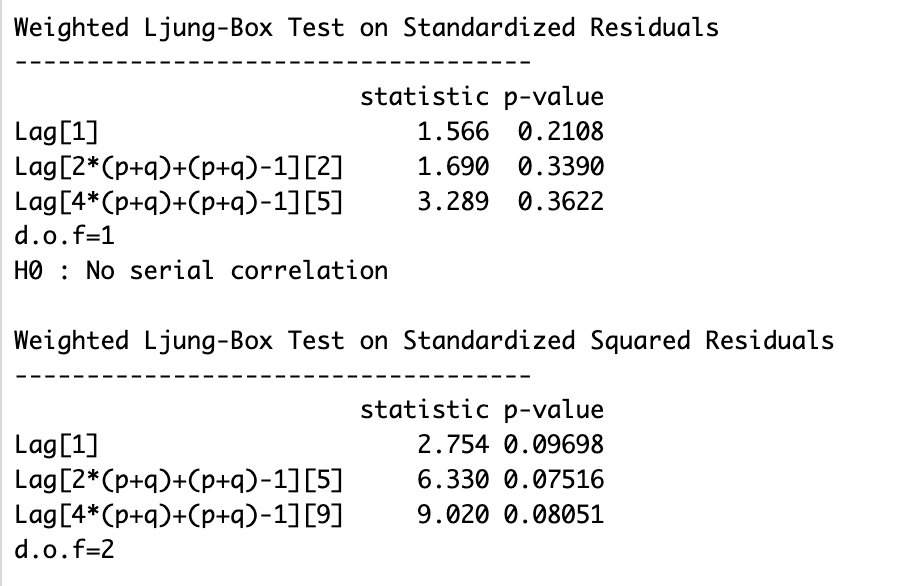 Weighted Ljung-Box Test on Standardized Residuals
------------------------------------
                        statistic p-value
Lag[1]                      1.566  0.2108
Lag[2*(p+q)+(p+q)-1][2]     1.690  0.3390
Lag[4*(p+q)+(p+q)-1][5]     3.289  0.3622
d.o.f=1
H0 : No serial correlation

Weighted Ljung-Box Test on Standardized Squared Residuals
------------------------------------
                        statistic p-value
Lag[1]                      2.754 0.09698
Lag[2*(p+q)+(p+q)-1][5]     6.330 0.07516
Lag[4*(p+q)+(p+q)-1][9]     9.020 0.08051
d.o.f=2